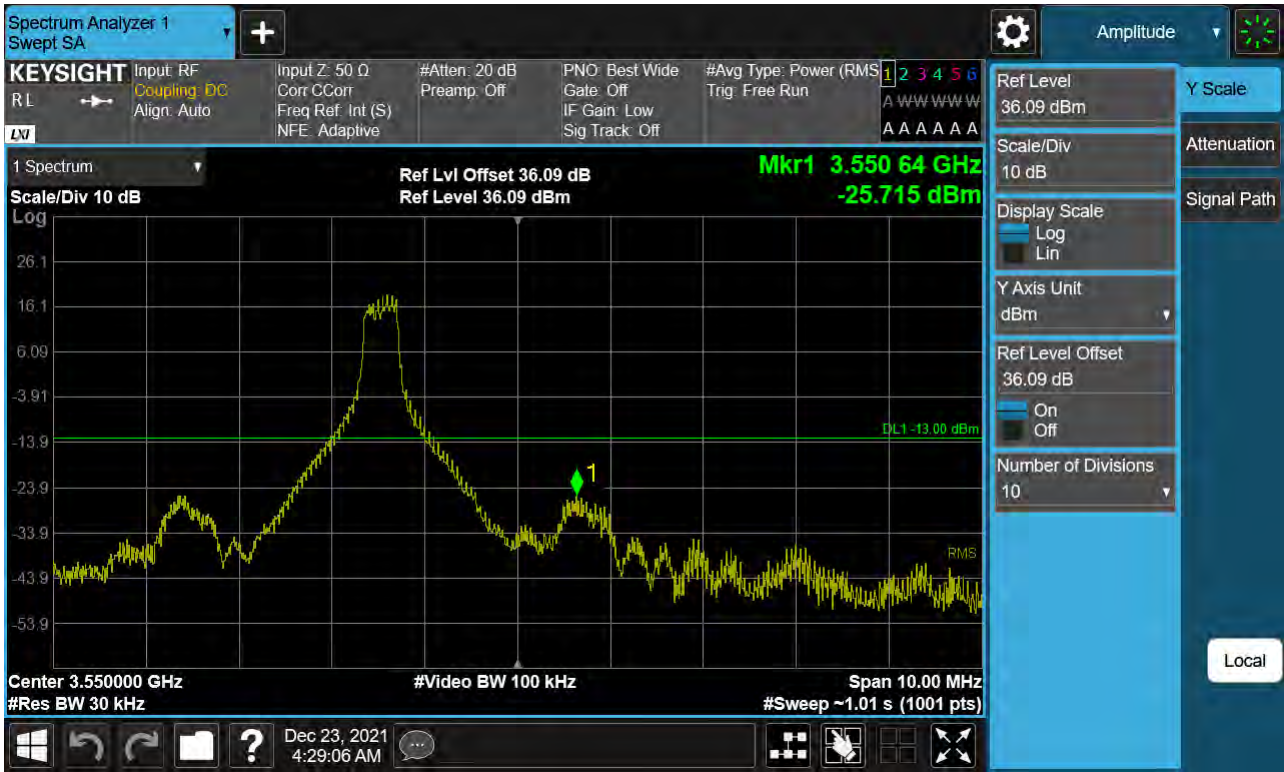 Spectrum Analyzer 1
Swept SA
Amplitude
KEYSIGHT
RL
LXI
Input: RF
Coupling: DC
Align: Auto
Input Z: 50 Ω
Corr CCorr
Freq Ref: Int (S)
NFE: Adaptive
#Atten: 20 dB
Preamp: Off
PNO: Best Wide
Gate: Off
IF Gain: Low
Sig Track: Off
#Avg Type: Power (RMS
Trig: Free Run
1 2 3 4 5 6
A W W W W W
A A A A A A
1 Spectrum
Scale/Div 10 dB
Log
Ref Lvl Offset 36.09 dB
Ref Level 36.09 dBm
Mkr1 3.550 64 GHz
-25.715 dBm
26.1
16.1
6.09
-3.91
-13.9
-23.9
-33.9
-43.9
-53.9
DL1 -13.00 dBm
1
RMS
Center 3.550000 GHz
#Video BW 100 kHz
Span 10.00 MHz
#Res BW 30 kHz
#Sweep ~1.01 s (1001 pts)
Ref Level
36.09 dBm
Scale/Div
10 dB
Display Scale
Log
Lin
Y Axis Unit
dBm
Ref Level Offset
36.09 dB
On
Off
Number of Divisions
10
Y Scale
Attenuation
Signal Path
Local
?
Dec 23, 2021
4:29:06 AM